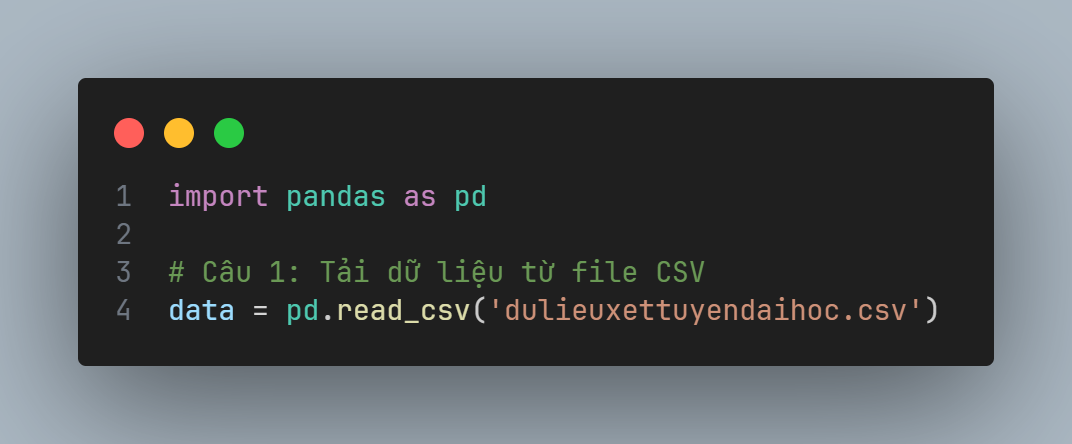 1 import pandas as pd
2
3 # Câu 1: Tải dữ liệu từ file CSV
4 data = pd.read_csv('dulieuxettuyendaihoc.csv')